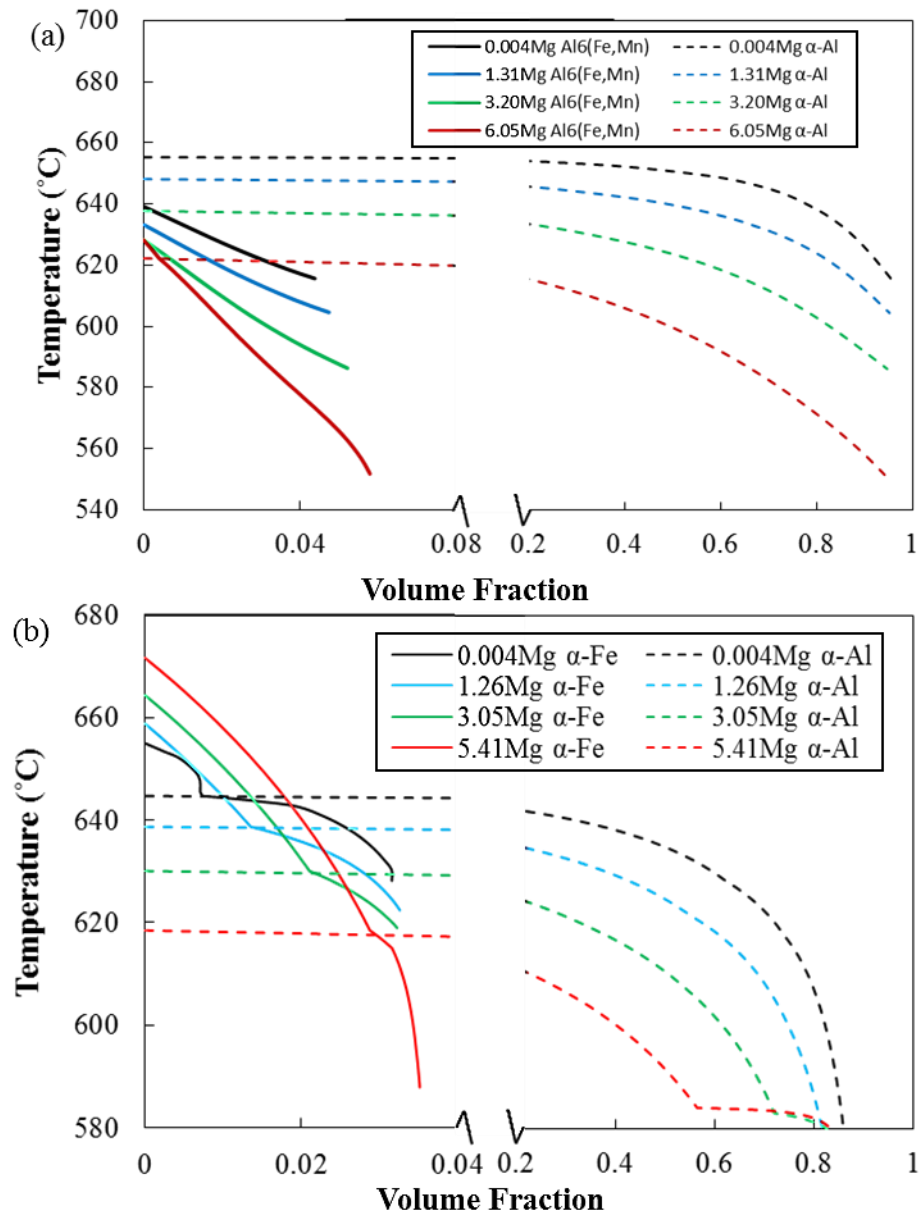 (a)
700
680
660
640
620
600
580
560
540
Temperature (˚C)
0.004Mg Al6(Fe,Mn) 0.004Mg α-Al
1.31Mg Al6(Fe,Mn) 1.31Mg α-Al
3.20Mg Al6(Fe,Mn) 3.20Mg α-Al
6.05Mg Al6(Fe,Mn) 6.05Mg α-Al
0 0.04 0.08 0.2 0.4 0.6 0.8 1
Volume Fraction
(b)
680
660
640
620
600
580
Temperature (˚C)
0.004Mg α-Fe 0.004Mg α-Al
1.26Mg α-Fe 1.26Mg α-Al
3.05Mg α-Fe 3.05Mg α-Al
5.41Mg α-Fe 5.41Mg α-Al
0 0.02 0.04 0.2 0.4 0.6 0.8 1
Volume Fraction